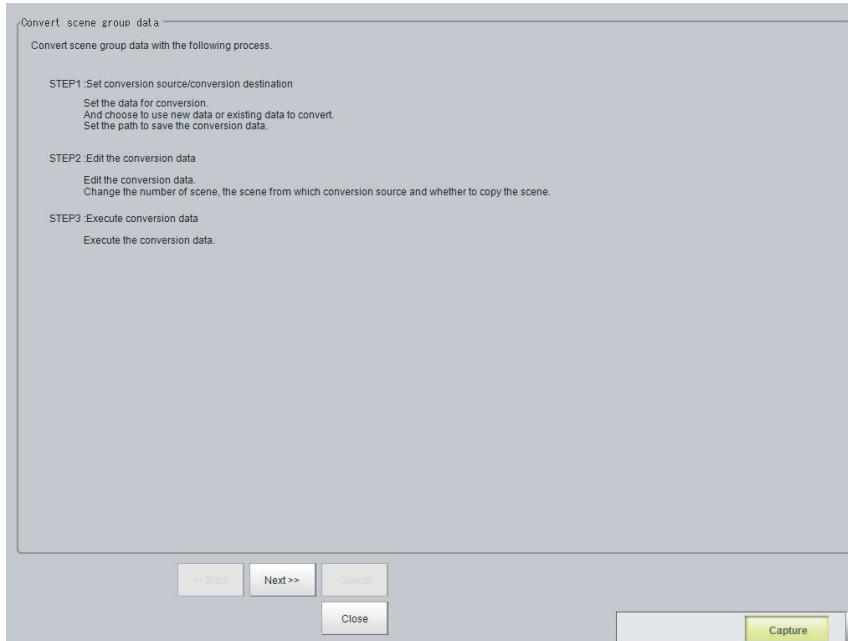 Convert scene group data
Convert scene group data with the following process.
STEP1 :Set conversion source/conversion destination
Set the data for conversion.
And choose to use new data or existing data to convert.
Set the path to save the conversion data.
STEP2 :Edit the conversion data
Edit the conversion data.
Change the number of scene, the scene from which conversion source and whether to copy the scene.
STEP3 :Execute conversion data
Execute the conversion data.
<< Back Next >> Cancel
Close
Capture